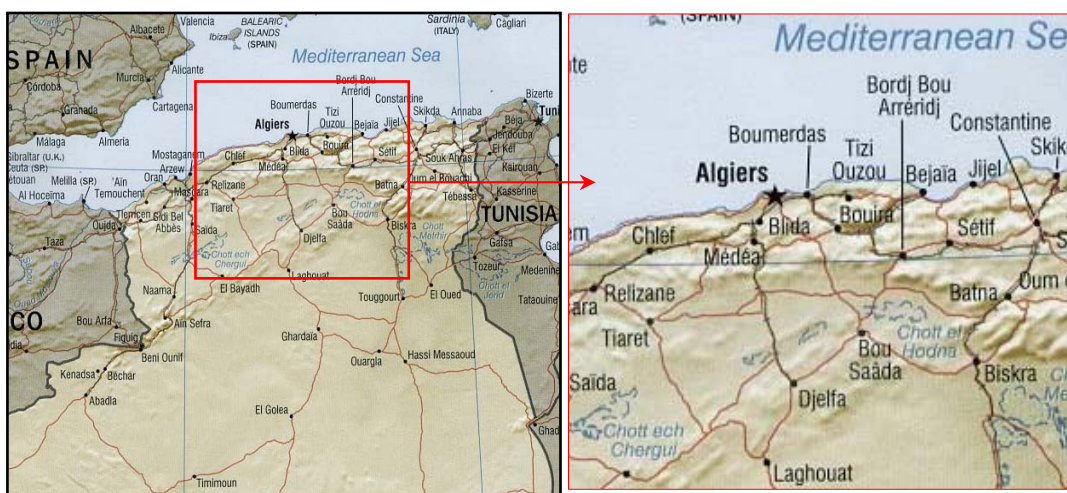 Valencia
BALEARIC
ISLANDS
(SPAIN)
Ibiza
Sardinia
(ITALY)
Cágliari
Albacete
SPAIN
Alicante
Murcia
Córdoba
Granada
Cartagena
Málaga
Almería
Mediterranean Sea
Gibraltar (U.K.)
Ceuta (SP.)
Tétouan
Melilla (SP.)
Al Hoceïma
Mostaganem
Arzew
'Aïn
Temouchent
Oran
Mascara
Tlemcen
Sidi Bel
Abbès
Saïda
Oujda
Taza
Algiers
Boumerdas
Tizi
Ouzou
Bordj Bou
Arréridj
Bejaïa
Jijel
Constantine
Skikda
Annaba
Bizerte
Béja
Jendouba
El Kéf
Kairouan
Kasserine
TUNISIA
Gafsa
Tozeur
Chott el
Jerid
Medenine
Tataouine
Chlef
Blida
Médéa
Bouira
Sétif
Souk Ahras
Oum el Bouaghi
Batna
Tébessa
Relizane
Tiaret
Chott el
Hodna
Bou
Saâda
Biskra
Chott
Melrhir
Djelfa
Chott ech
Chergui
Laghouat
El Bayadh
Touggourt
El Oued
Naama
Aïn Sefra
Bou Arfa
Figuig
Beni Ounif
Ghardaïa
Ouargla
Hassi Messaoud
Kenadsa
Béchar
Abadla
El Golea
Timimoun
CO
(SPAIN)
Mediterranean Se
Bordj Bou
Arréridj
Constantine
Boumerdas
Tizi
Ouzou
Skik
Algiers
Bejaïa
Jijel
Blida
Bouira
Sétif
Chlef
Médéa
Relizane
Batna
Oum e
Tiaret
Chott el
Hodna
Bou
Saâda
Biskra
Saïda
Djelfa
Chott ech
Chergui
Laghouat